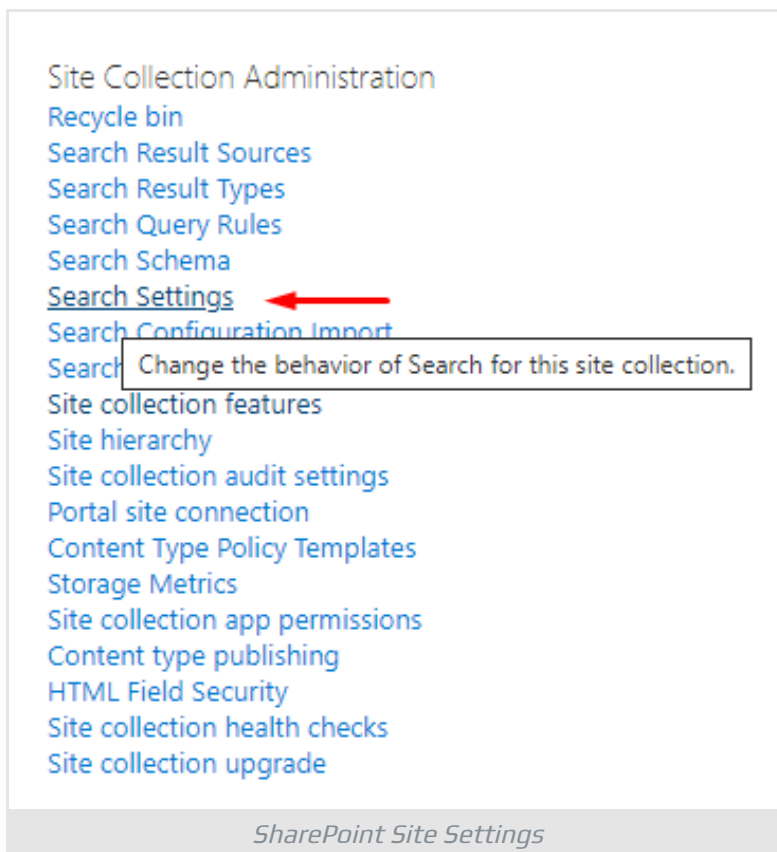 Site Collection Administration
Recycle bin
Search Result Sources
Search Result Types
Search Query Rules
Search Schema
Search Settings
Search Configuration Import
Search
Change the behavior of Search for this site collection.
Site collection features
Site hierarchy
Site collection audit settings
Portal site connection
Content Type Policy Templates
Storage Metrics
Site collection app permissions
Content type publishing
HTML Field Security
Site collection health checks
Site collection upgrade
SharePoint Site Settings